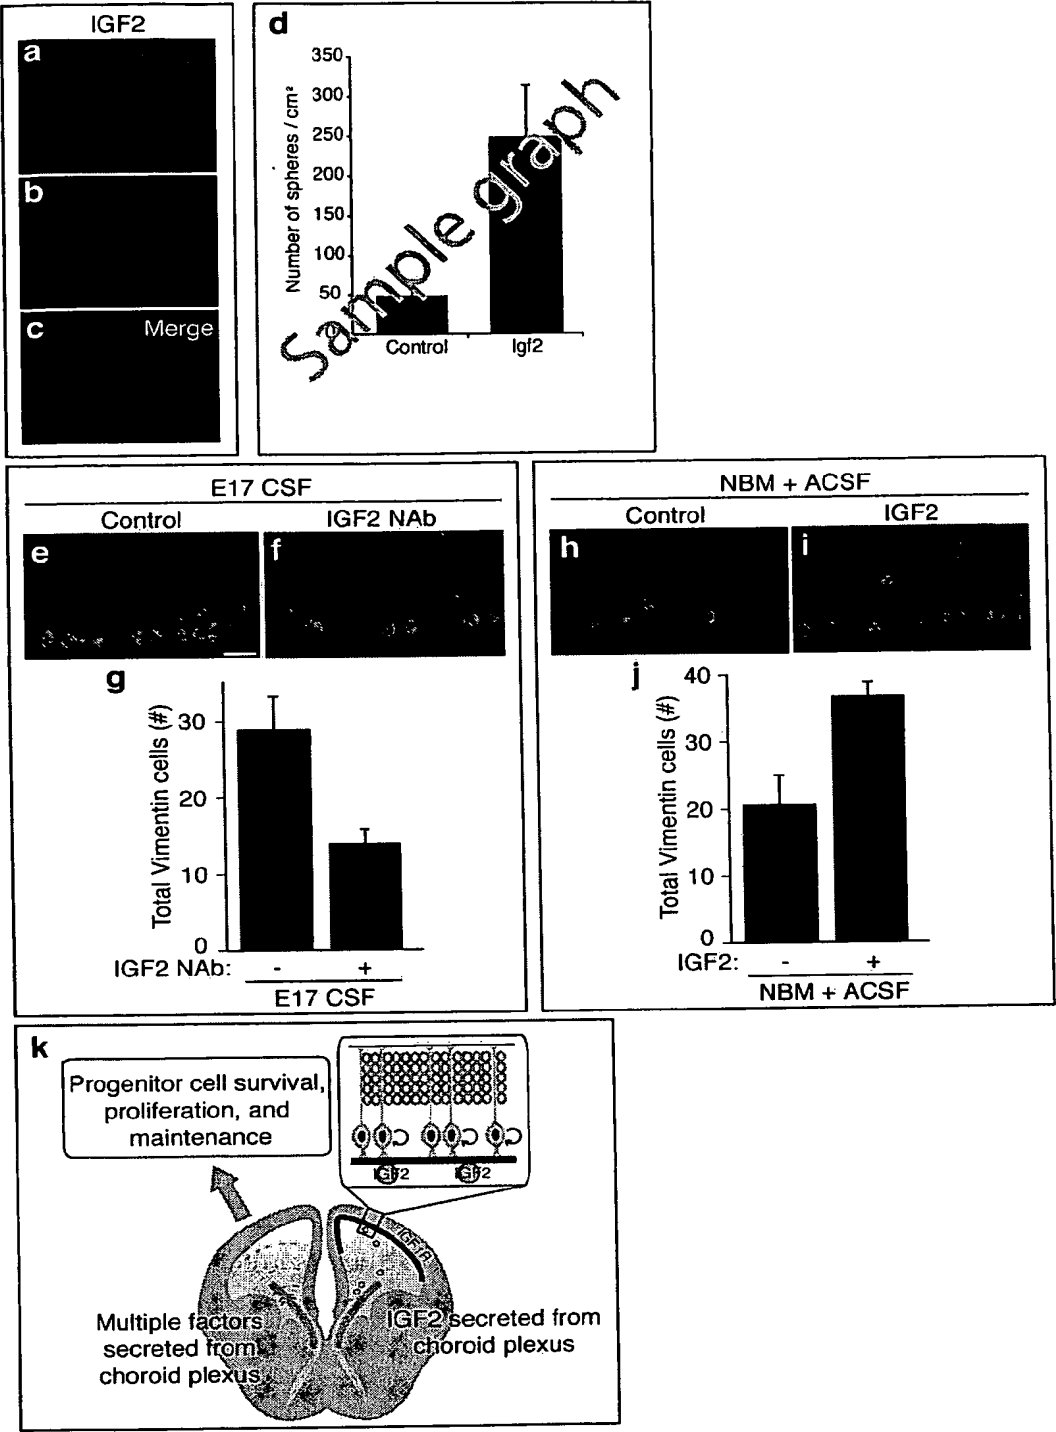 IGF2
a
b
c Merge
d
Number of spheres / cm²
350
300
250
200
150
100
50
0
Control Igf2
Sample graph
E17 CSF
Control IGF2 NAb
e f
g
Total Vimentin cells (#)
30
20
10
0
IGF2 NAb: - +
E17 CSF
NBM + ACSF
Control IGF2
h i
j
Total Vimentin cells (#)
40
30
20
10
0
IGF2: - +
NBM + ACSF
k
Progenitor cell survival,
proliferation, and
maintenance
IGF2 IGF2
IGF1R
Multiple factors
secreted from
choroid plexus
IGF2 secreted from
choroid plexus